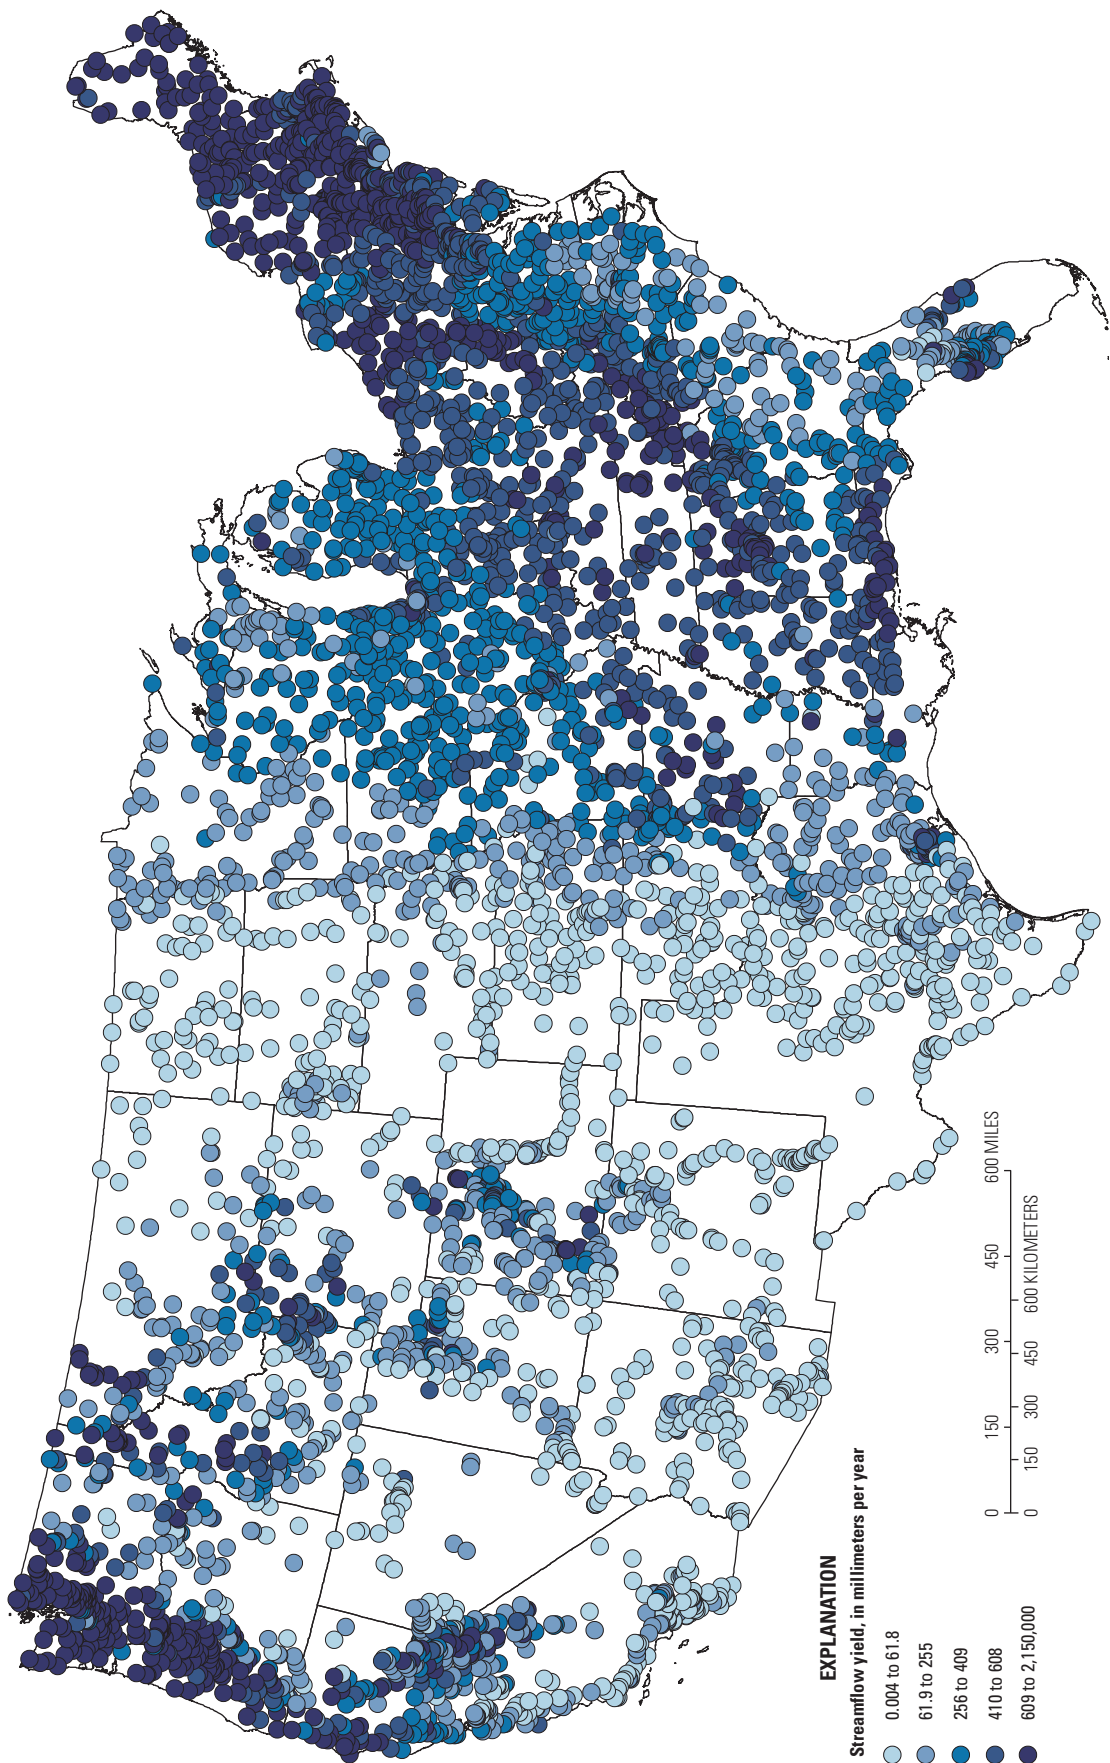 EXPLANATION
Streamflow yield, in millimeters per year
0.004 to 61.8
61.9 to 255
256 to 409
410 to 608
609 to 2,150,000
0 150 300 450 600 MILES
0 150 300 450 600 KILOMETERS